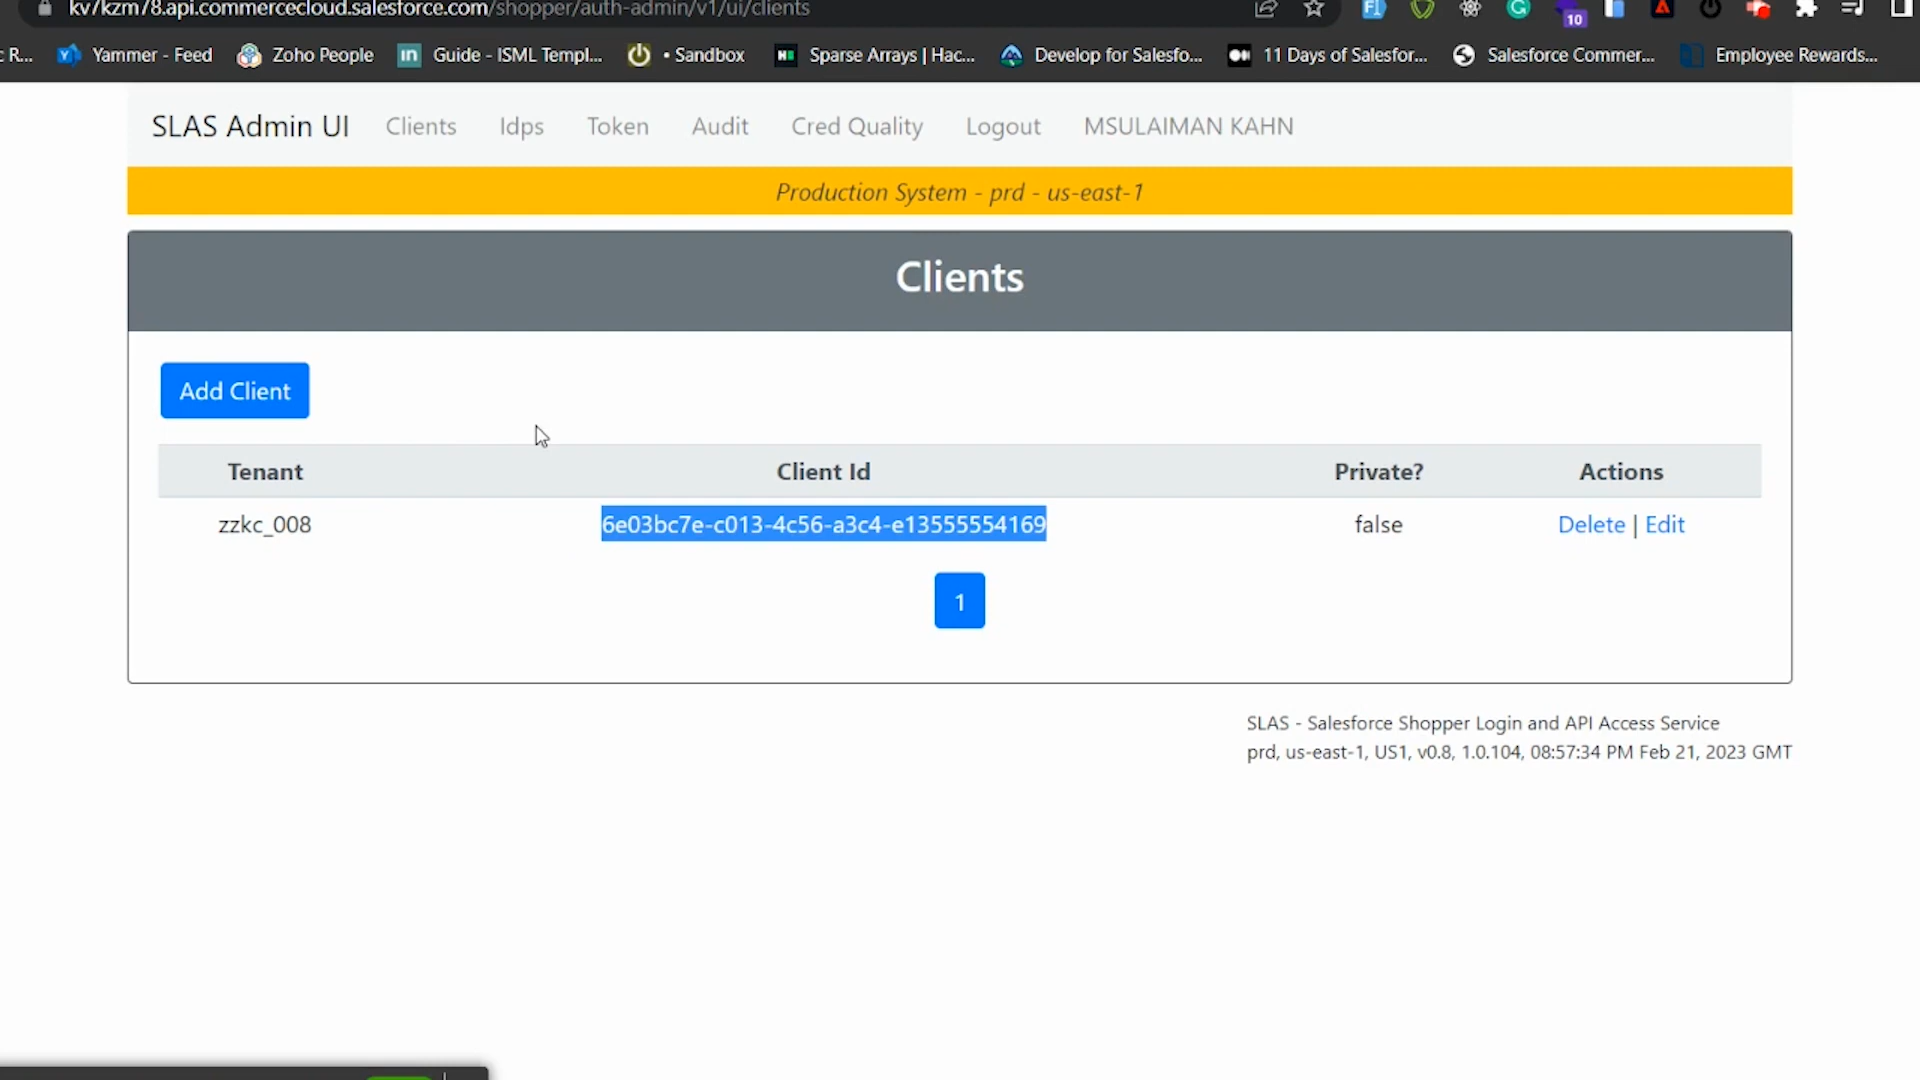 kv7kzm78.api.commercecloud.salesforce.com/shopper/auth-admin/v1/ui/clients
10
R... Yammer - Feed Zoho People in Guide - ISML Templ... • Sandbox Sparse Arrays | Hac... Develop for Salesfo... 11 Days of Salesfor... Salesforce Commer... Employee Rewards...
SLAS Admin UI Clients Idps Token Audit Cred Quality Logout MSULAIMAN KAHN
Production System - prd - us-east-1
Clients
Add Client
Tenant Client Id Private? Actions
zzkc_008 6e03bc7e-c013-4c56-a3c4-e13555554169 false Delete | Edit
1
SLAS - Salesforce Shopper Login and API Access Service
prd, us-east-1, US1, v0.8, 1.0.104, 08:57:34 PM Feb 21, 2023 GMT